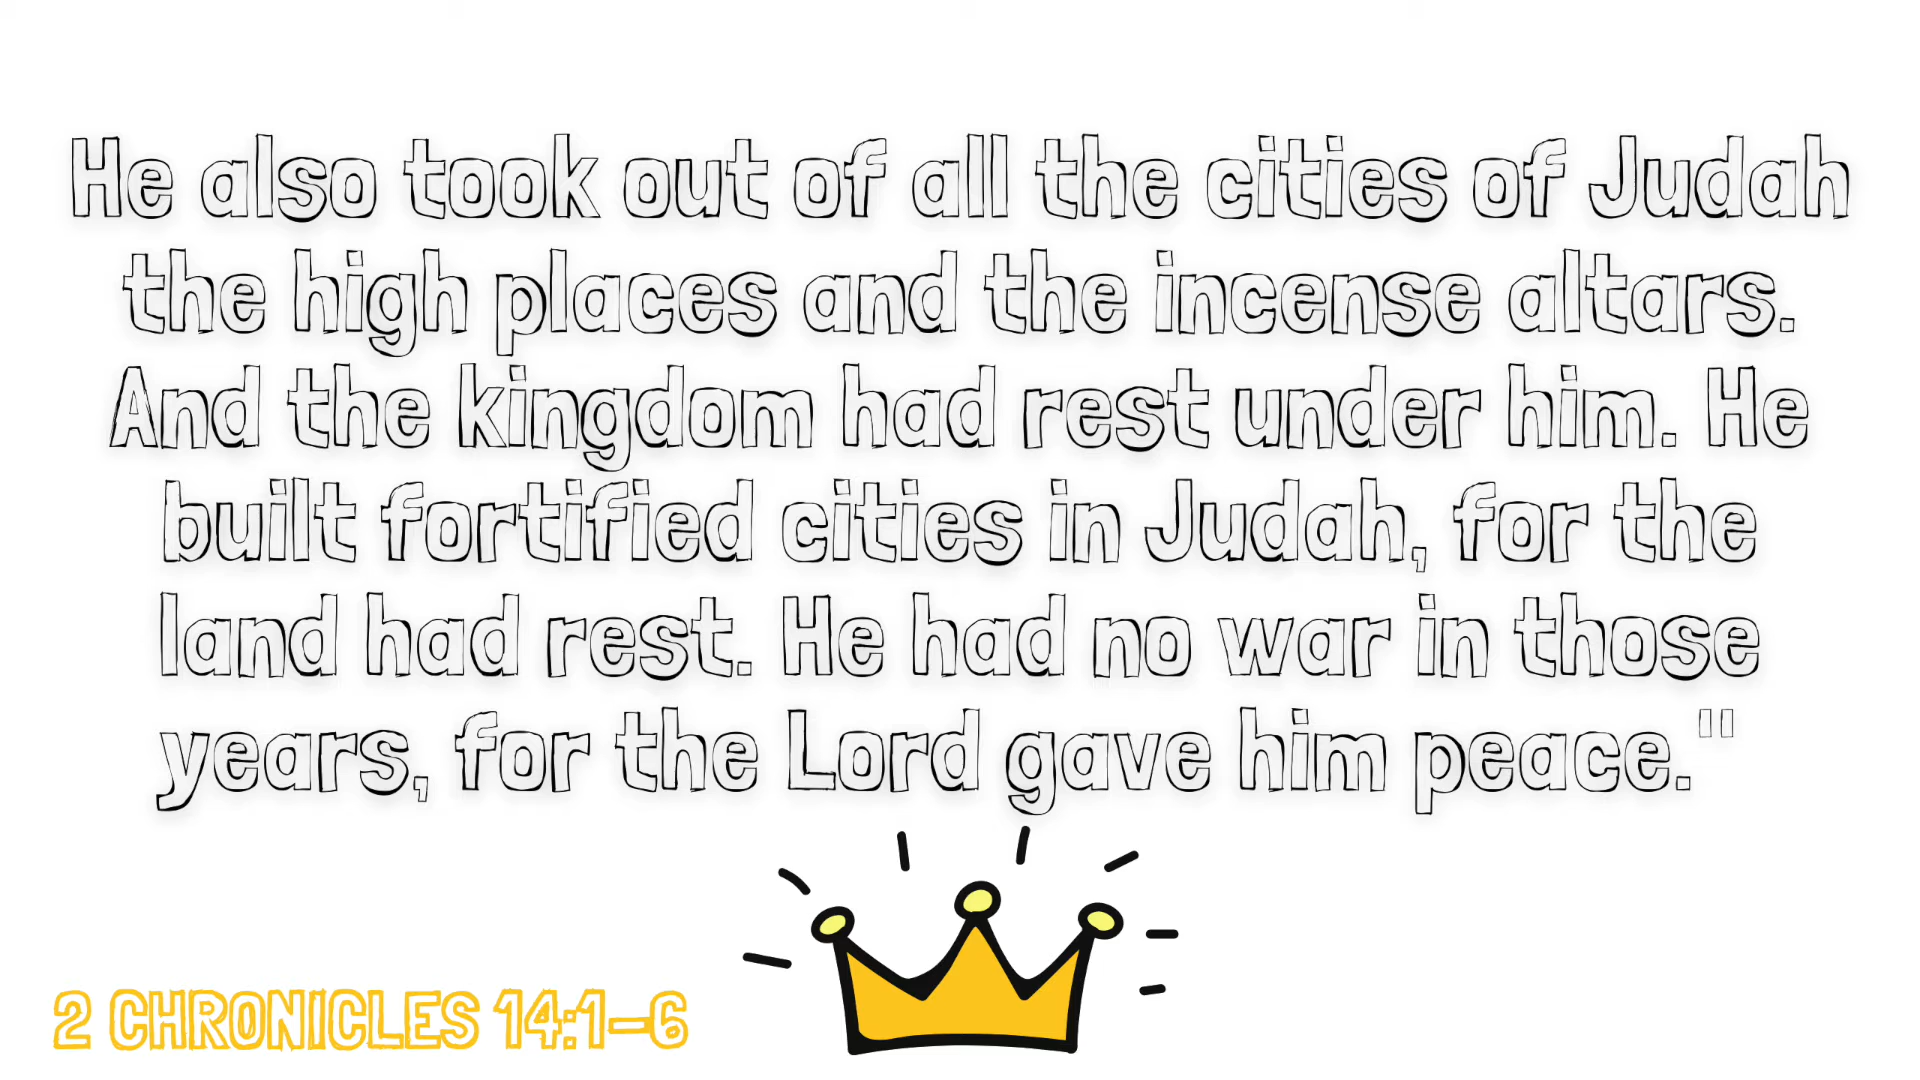 He also took out of all the cities of Judah
the high places and the incense altars.
And the kingdom had rest under him. He
built fortified cities in Judah, for the
land had rest. He had no war in those
years, for the Lord gave him peace."
2 CHRONICLES 14:1–6